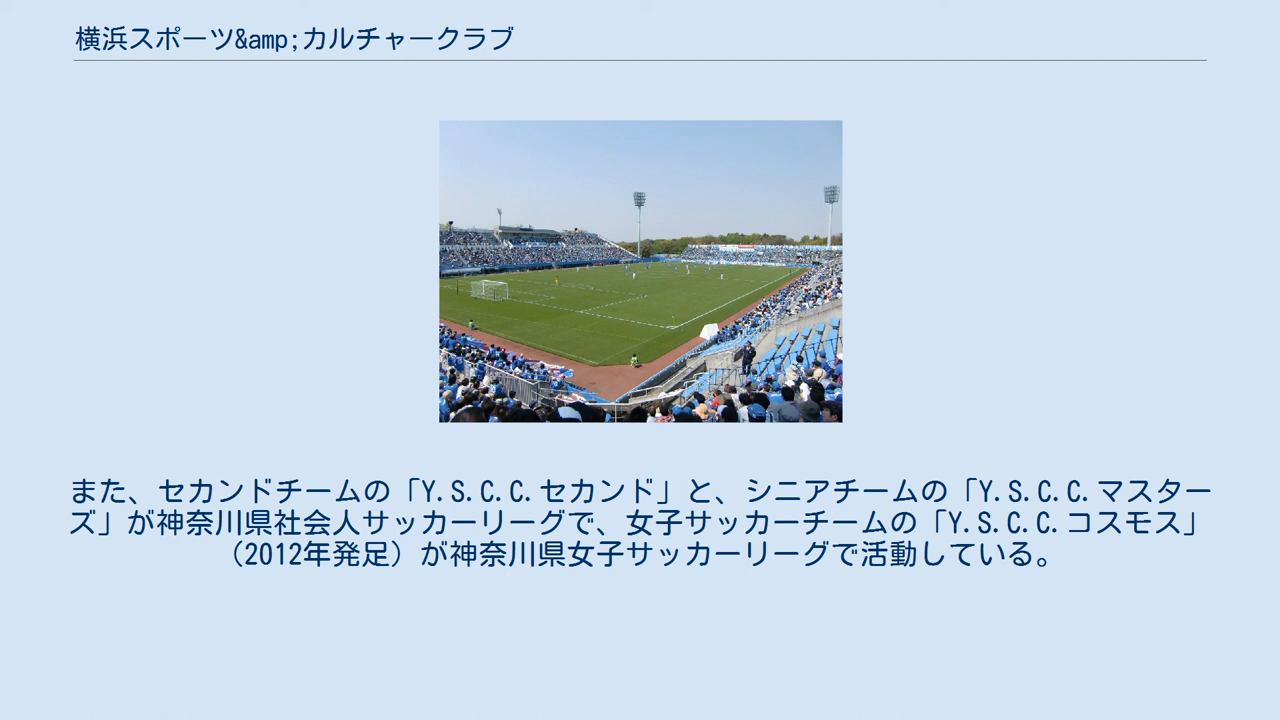 横浜スポーツ&amp;カルチャークラブ
また、セカンドチームの「Y.S.C.C.セカンド」と、シニアチームの「Y.S.C.C.マスター
ズ」が神奈川県社会人サッカーリーグで、女子サッカーチームの「Y.S.C.C.コスモス」
（2012年発足）が神奈川県女子サッカーリーグで活動している。